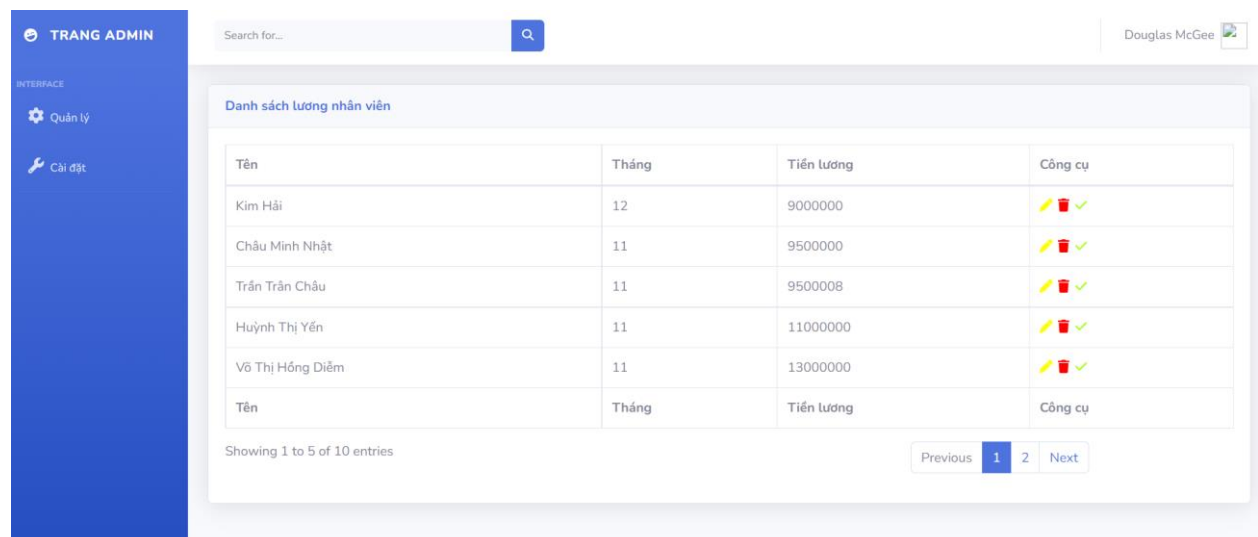 TRANG ADMIN
Search for...
Douglas McGee
INTERFACE
Quản lý
Cài đặt
Danh sách lương nhân viên
Tên Tháng Tiền lương Công cụ
Kim Hải 12 9000000
Châu Minh Nhật 11 9500000
Trần Trân Châu 11 9500008
Huỳnh Thị Yến 11 11000000
Võ Thị Hồng Diễm 11 13000000
Tên Tháng Tiền lương Công cụ
Showing 1 to 5 of 10 entries
Previous 1 2 Next